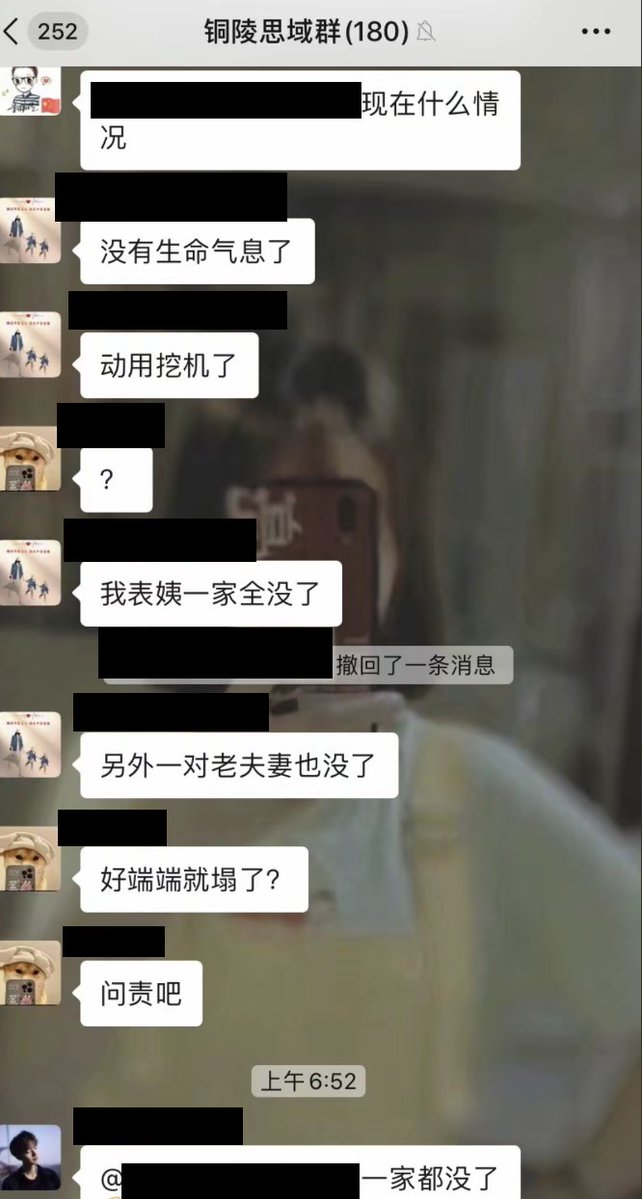 252
铜陵思域群(180)
现在什么情
况
没有生命气息了
动用挖机了
?
我表姨一家全没了
撤回了一条消息
另外一对老夫妻也没了
好端端就塌了?
问责吧
上午6:52
@
一家都没了